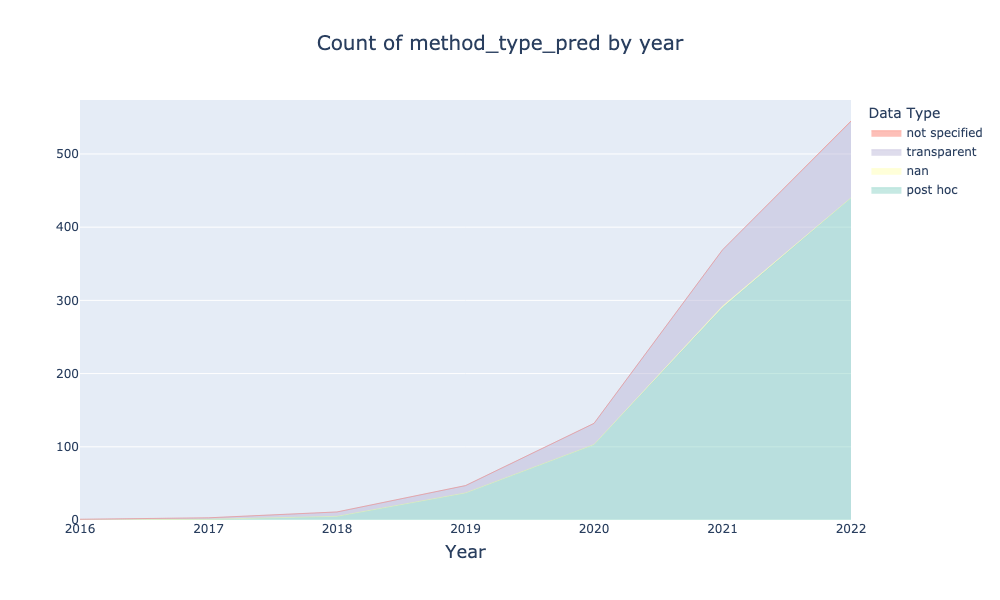 Count of method_type_pred by year
Data Type
not specified
transparent
nan
post hoc
500
400
300
200
100
0
2016 2017 2018 2019 2020 2021 2022
Year